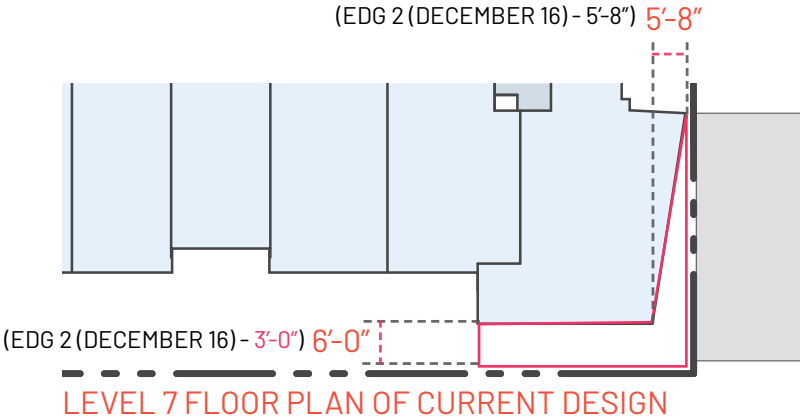 (EDG 2 (DECEMBER 16) - 5'-8") 5'-8"
(EDG 2 (DECEMBER 16) - 3'-0") 6'-0"
LEVEL 7 FLOOR PLAN OF CURRENT DESIGN